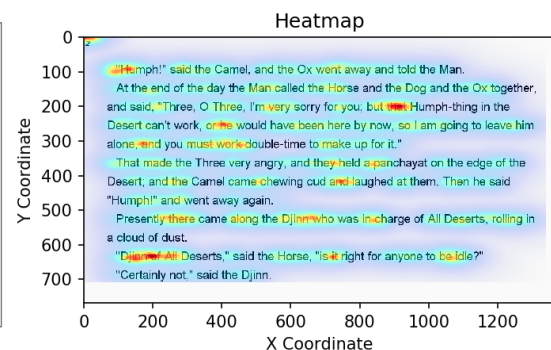 Heatmap
0
100
200
300
400
500
600
700
Y Coordinate
2
"Humph!" said the Camel, and the Ox went away and told the Man.
At the end of the day the Man called the Horse and the Dog and the Ox together,
and said, "Three, O Three, I'm very sorry for you; but that Humph-thing in the
Desert can't work, or he would have been here by now, so I am going to leave him
alone, and you must work double-time to make up for it."
That made the Three very angry, and they held a panchayat on the edge of the
Desert; and the Camel came chewing cud and laughed at them. Then he said
"Humph!" and went away again.
Presently there came along the Djinn who was in charge of All Deserts, rolling in
a cloud of dust.
"Djinn of All Deserts," said the Horse, "is it right for anyone to be idle?"
"Certainly not," said the Djinn.
0 200 400 600 800 1000 1200
X Coordinate